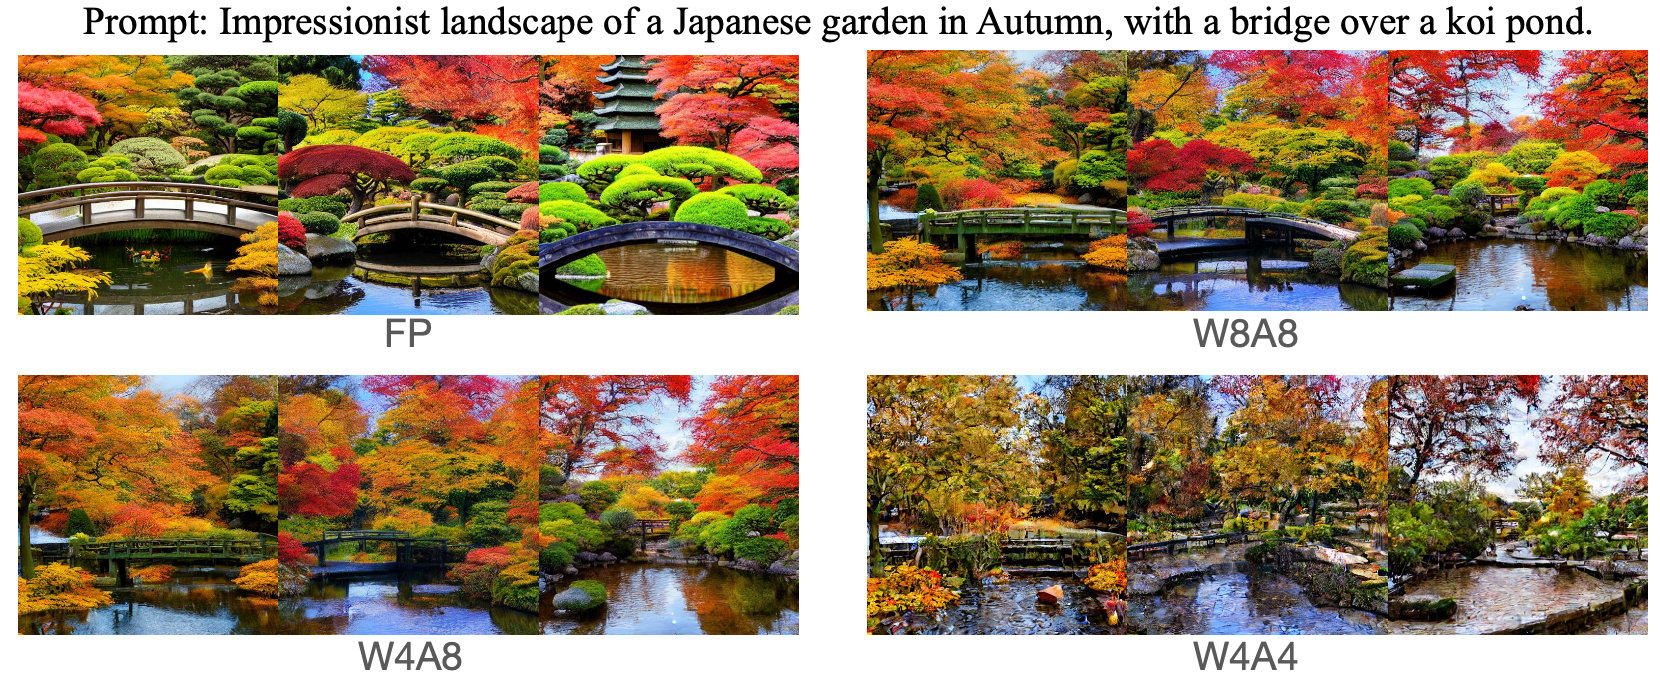 Prompt: Impressionist landscape of a Japanese garden in Autumn, with a bridge over a koi pond.
FP
W8A8
W4A8
W4A4